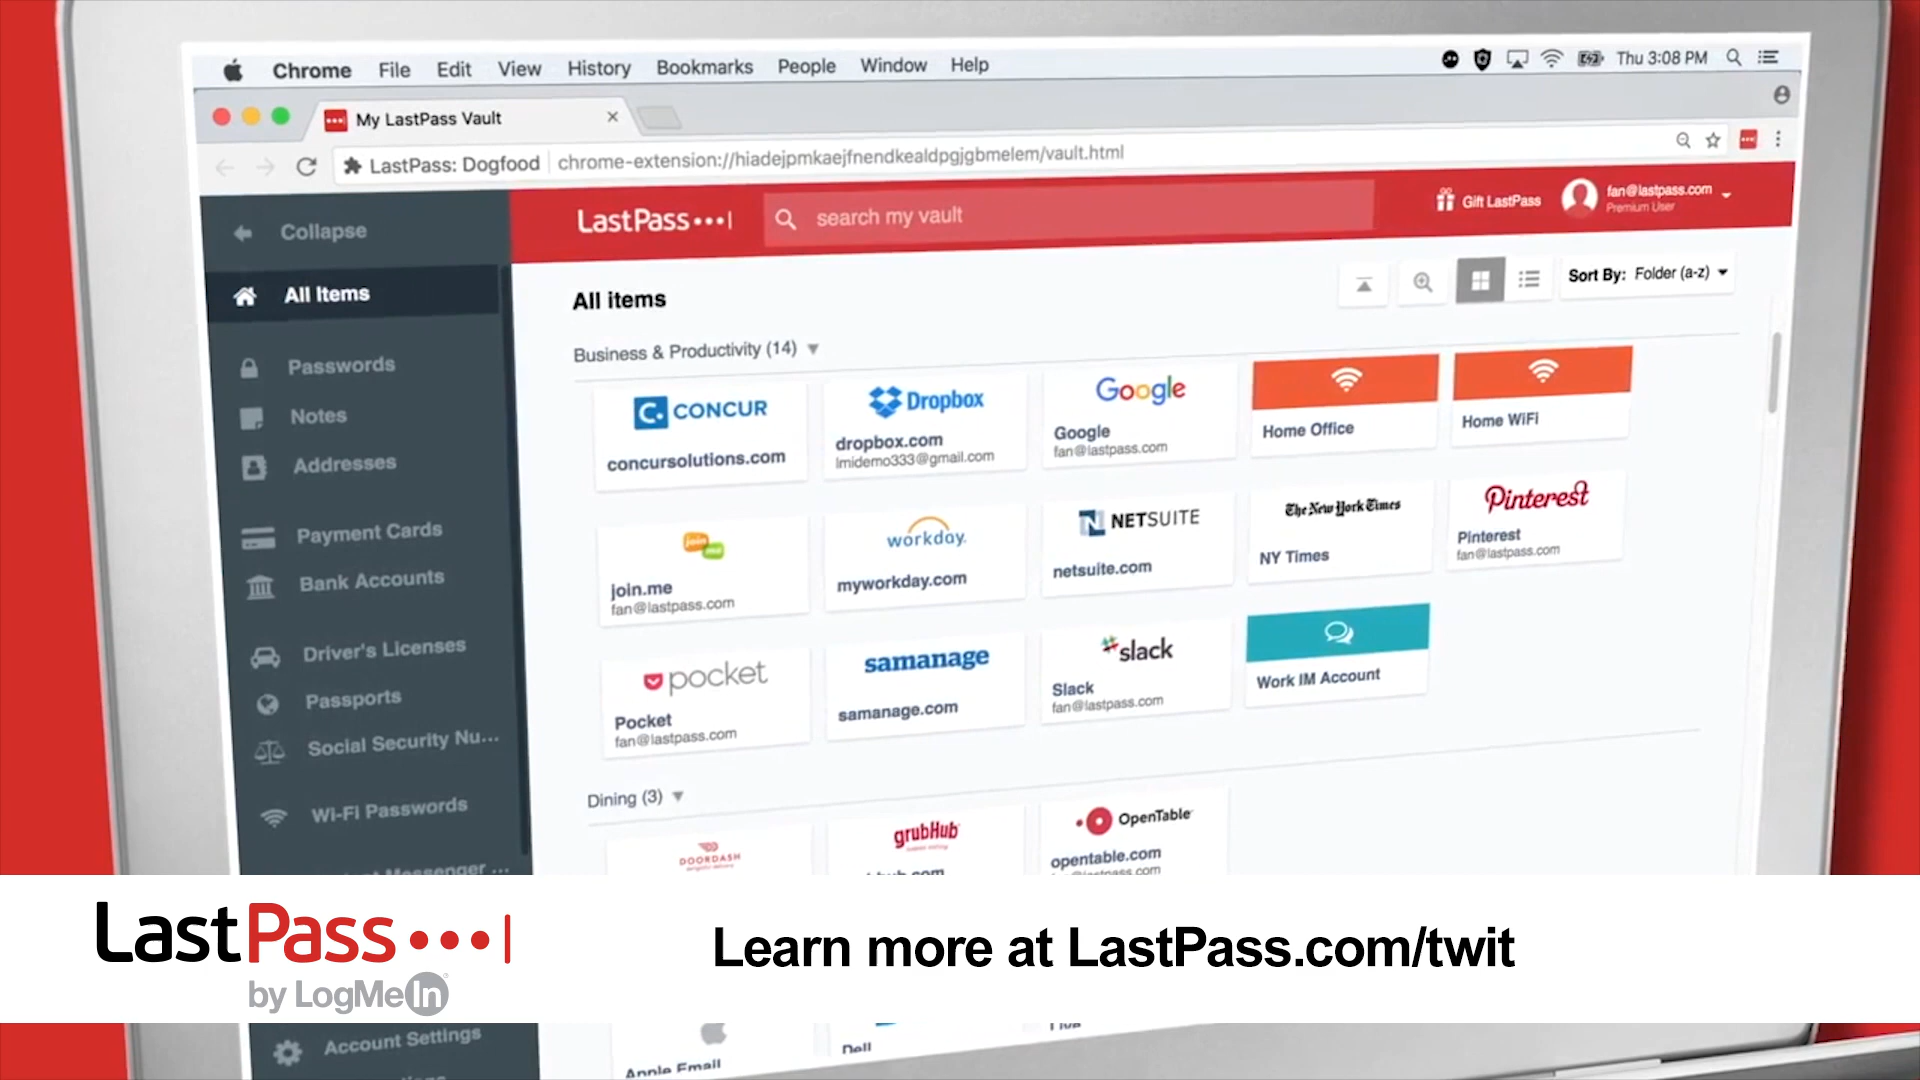 Chrome File Edit View History Bookmarks People Window Help
Thu 3:08 PM
My LastPass Vault
LastPass: Dogfood chrome-extension://hiadejpmkaejfnendkealdpgjgbmelem/vault.html
Collapse
LastPass
search my vault
Gift LastPass
fan@lastpass.com
Premium User
All Items
Passwords
Notes
Addresses
Payment Cards
Bank Accounts
Driver's Licenses
Passports
Social Security Nu...
Wi-Fi Passwords
Account Settings
All items
Sort By: Folder (a-z)
Business & Productivity (14)
C. CONCUR
concursolutions.com
Dropbox
dropbox.com
lmidemo333@gmail.com
Google
Google
fan@lastpass.com
Home Office
Home WiFi
join me
join.me
fan@lastpass.com
workday.
myworkday.com
N NETSUITE
netsuite.com
The New York Times
NY Times
Pinterest
Pinterest
fan@lastpass.com
pocket
Pocket
fan@lastpass.com
samanage
samanage.com
slack
Slack
fan@lastpass.com
Work IM Account
Dining (3)
DOORDASH
grubHub
OpenTable
opentable.com
Apple Email
Dell
LastPass
by LogMeIn
Learn more at LastPass.com/twit